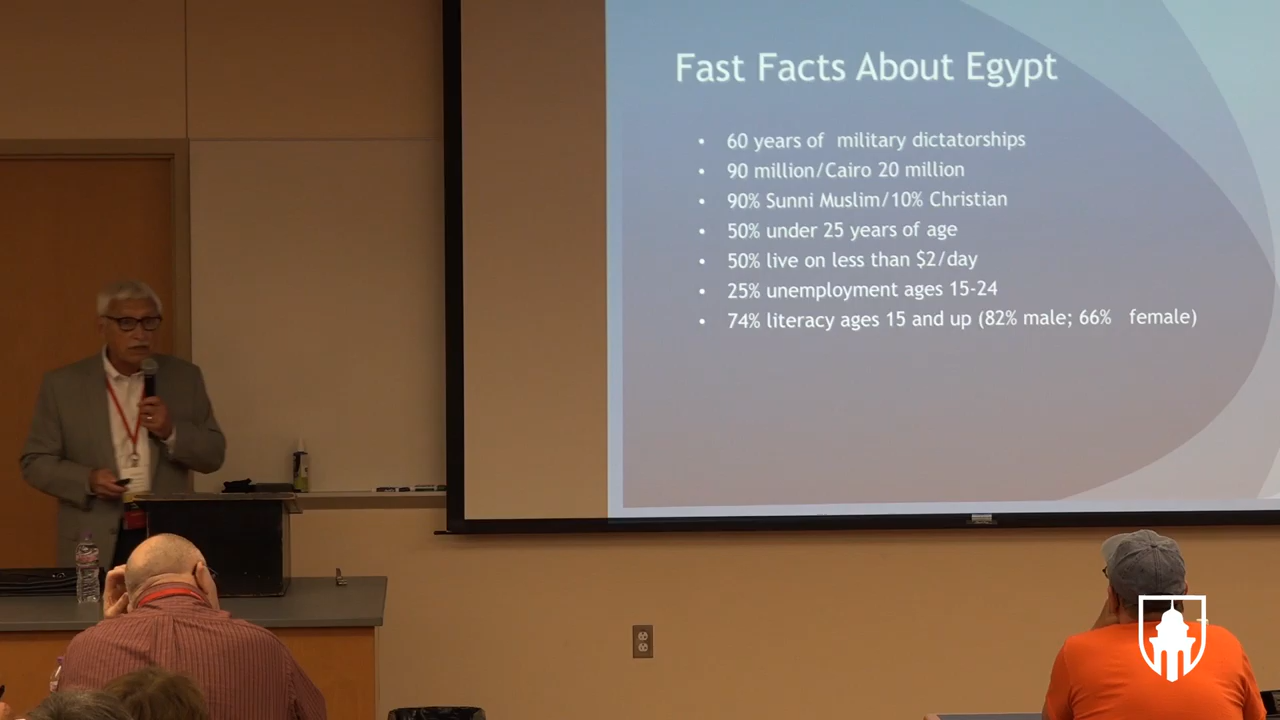 Fast Facts About Egypt
• 60 years of military dictatorships
• 90 million/Cairo 20 million
• 90% Sunni Muslim/10% Christian
• 50% under 25 years of age
• 50% live on less than $2/day
• 25% unemployment ages 15-24
• 74% literacy ages 15 and up (82% male; 66% female)